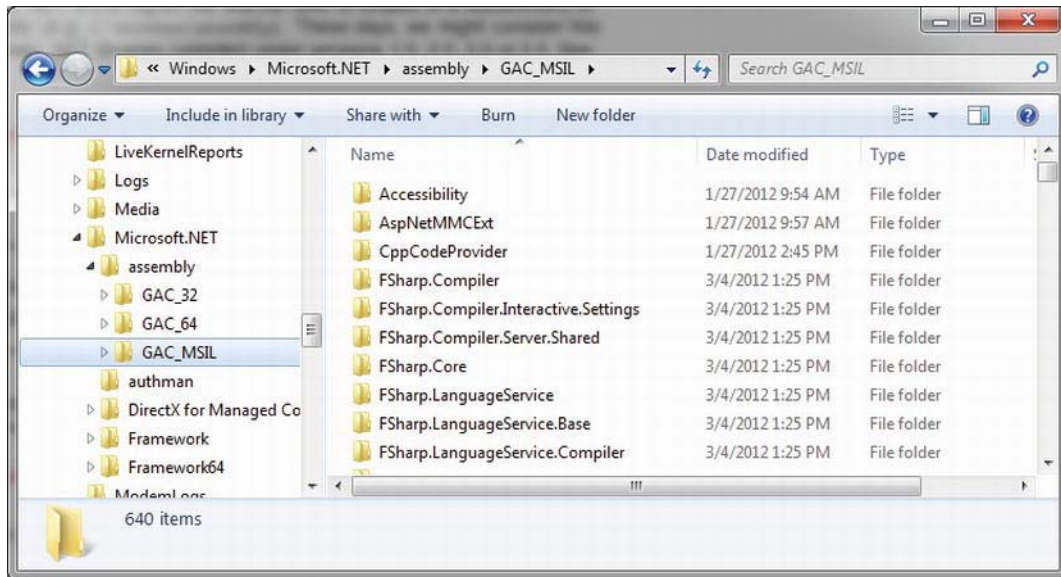 « Windows ▸ Microsoft.NET ▸ assembly ▸ GAC_MSIL ▸
Search GAC_MSIL
Organize ▾ Include in library ▾ Share with ▾ Burn New folder
LiveKernelReports
Logs
Media
Microsoft.NET
assembly
GAC_32
GAC_64
GAC_MSIL
authman
DirectX for Managed Co
Framework
Framework64
ModemLogs
Name Date modified Type
Accessibility 1/27/2012 9:54 AM File folder
AspNetMMCExt 1/27/2012 9:57 AM File folder
CppCodeProvider 1/27/2012 2:45 PM File folder
FSharp.Compiler 3/4/2012 1:25 PM File folder
FSharp.Compiler.Interactive.Settings 3/4/2012 1:25 PM File folder
FSharp.Compiler.Server.Shared 3/4/2012 1:25 PM File folder
FSharp.Core 3/4/2012 1:25 PM File folder
FSharp.LanguageService 3/4/2012 1:25 PM File folder
FSharp.LanguageService.Base 3/4/2012 1:25 PM File folder
FSharp.LanguageService.Compiler 3/4/2012 1:25 PM File folder
640 items